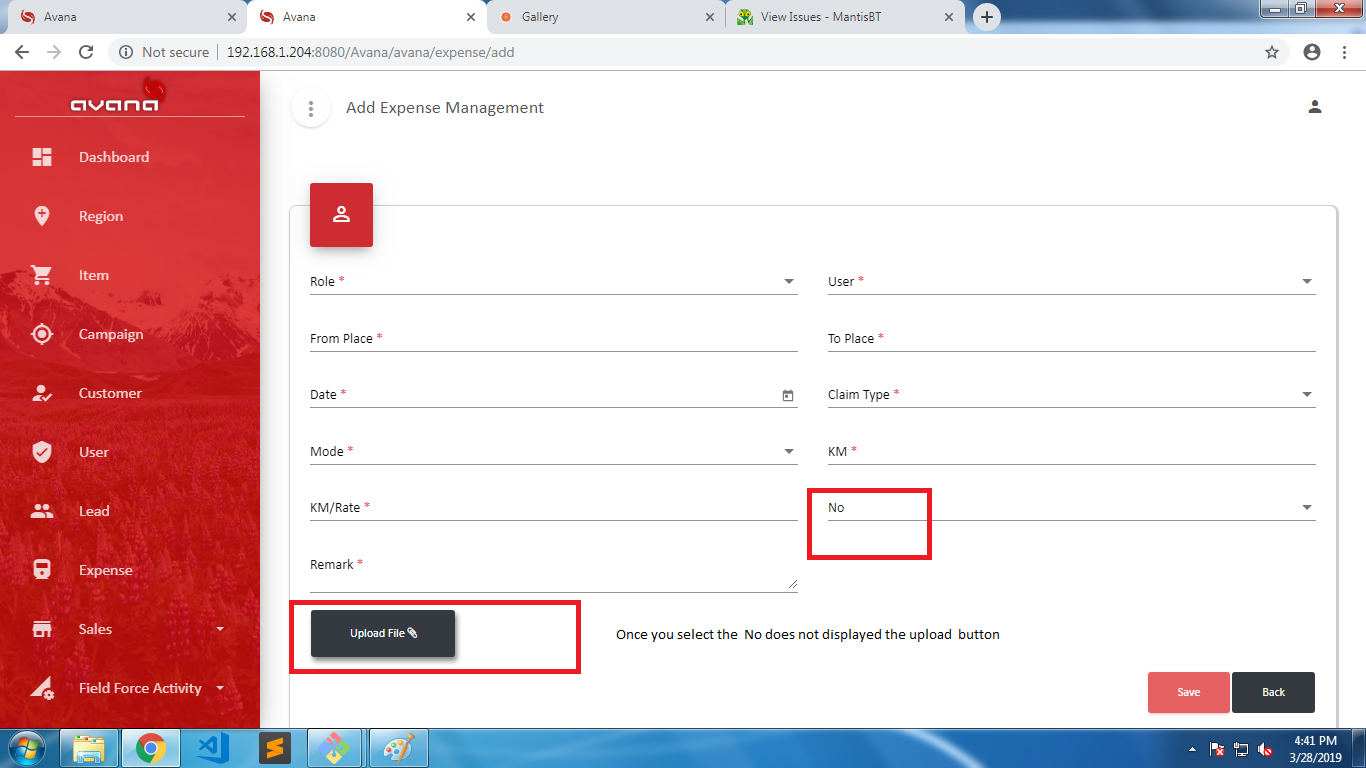 Avana
Avana
Gallery
View Issues - MantisBT
Not secure
192.168.1.204:8080/Avana/avana/expense/add
avana
Add Expense Management
Dashboard
Region
Item
Campaign
Customer
User
Lead
Expense
Sales
Field Force Activity
Role *
User *
From Place *
To Place *
Date *
Claim Type *
Mode *
KM *
KM/Rate *
No
Remark *
Upload File
Once you select the No does not displayed the upload button
Save
Back
4:41 PM
3/28/2019